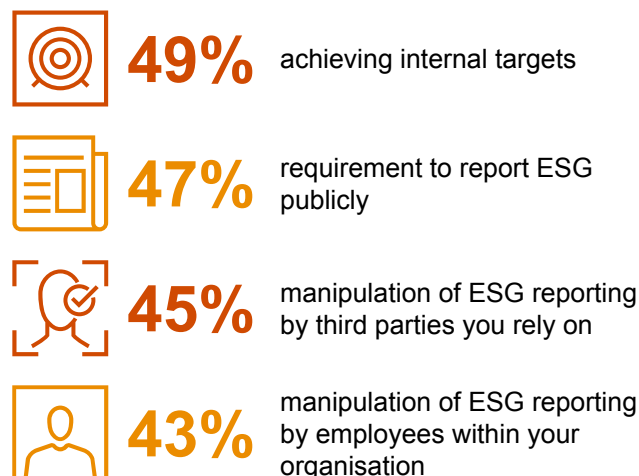 49%
achieving internal targets
47%
requirement to report ESG
publicly
45%
manipulation of ESG reporting
by third parties you rely on
43%
manipulation of ESG reporting
by employees within your
organisation